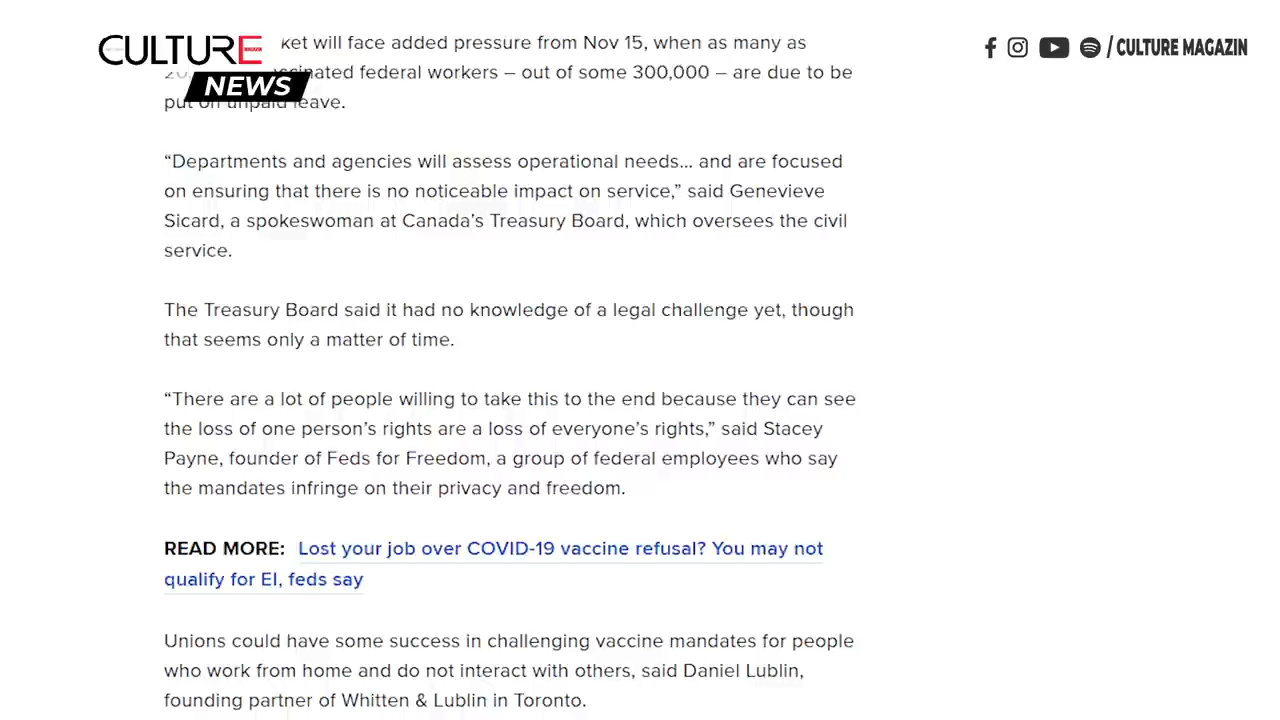 CULTURE
NEWS
/ CULTURE MAGAZIN
ket will face added pressure from Nov 15, when as many as
federal workers – out of some 300,000 – are due to be
put on unpaid leave.
“Departments and agencies will assess operational needs... and are focused
on ensuring that there is no noticeable impact on service,” said Genevieve
Sicard, a spokeswoman at Canada’s Treasury Board, which oversees the civil
service.
The Treasury Board said it had no knowledge of a legal challenge yet, though
that seems only a matter of time.
“There are a lot of people willing to take this to the end because they can see
the loss of one person’s rights are a loss of everyone’s rights,” said Stacey
Payne, founder of Feds for Freedom, a group of federal employees who say
the mandates infringe on their privacy and freedom.
READ MORE: Lost your job over COVID-19 vaccine refusal? You may not
qualify for EI, feds say
Unions could have some success in challenging vaccine mandates for people
who work from home and do not interact with others, said Daniel Lublin,
founding partner of Whitten & Lublin in Toronto.